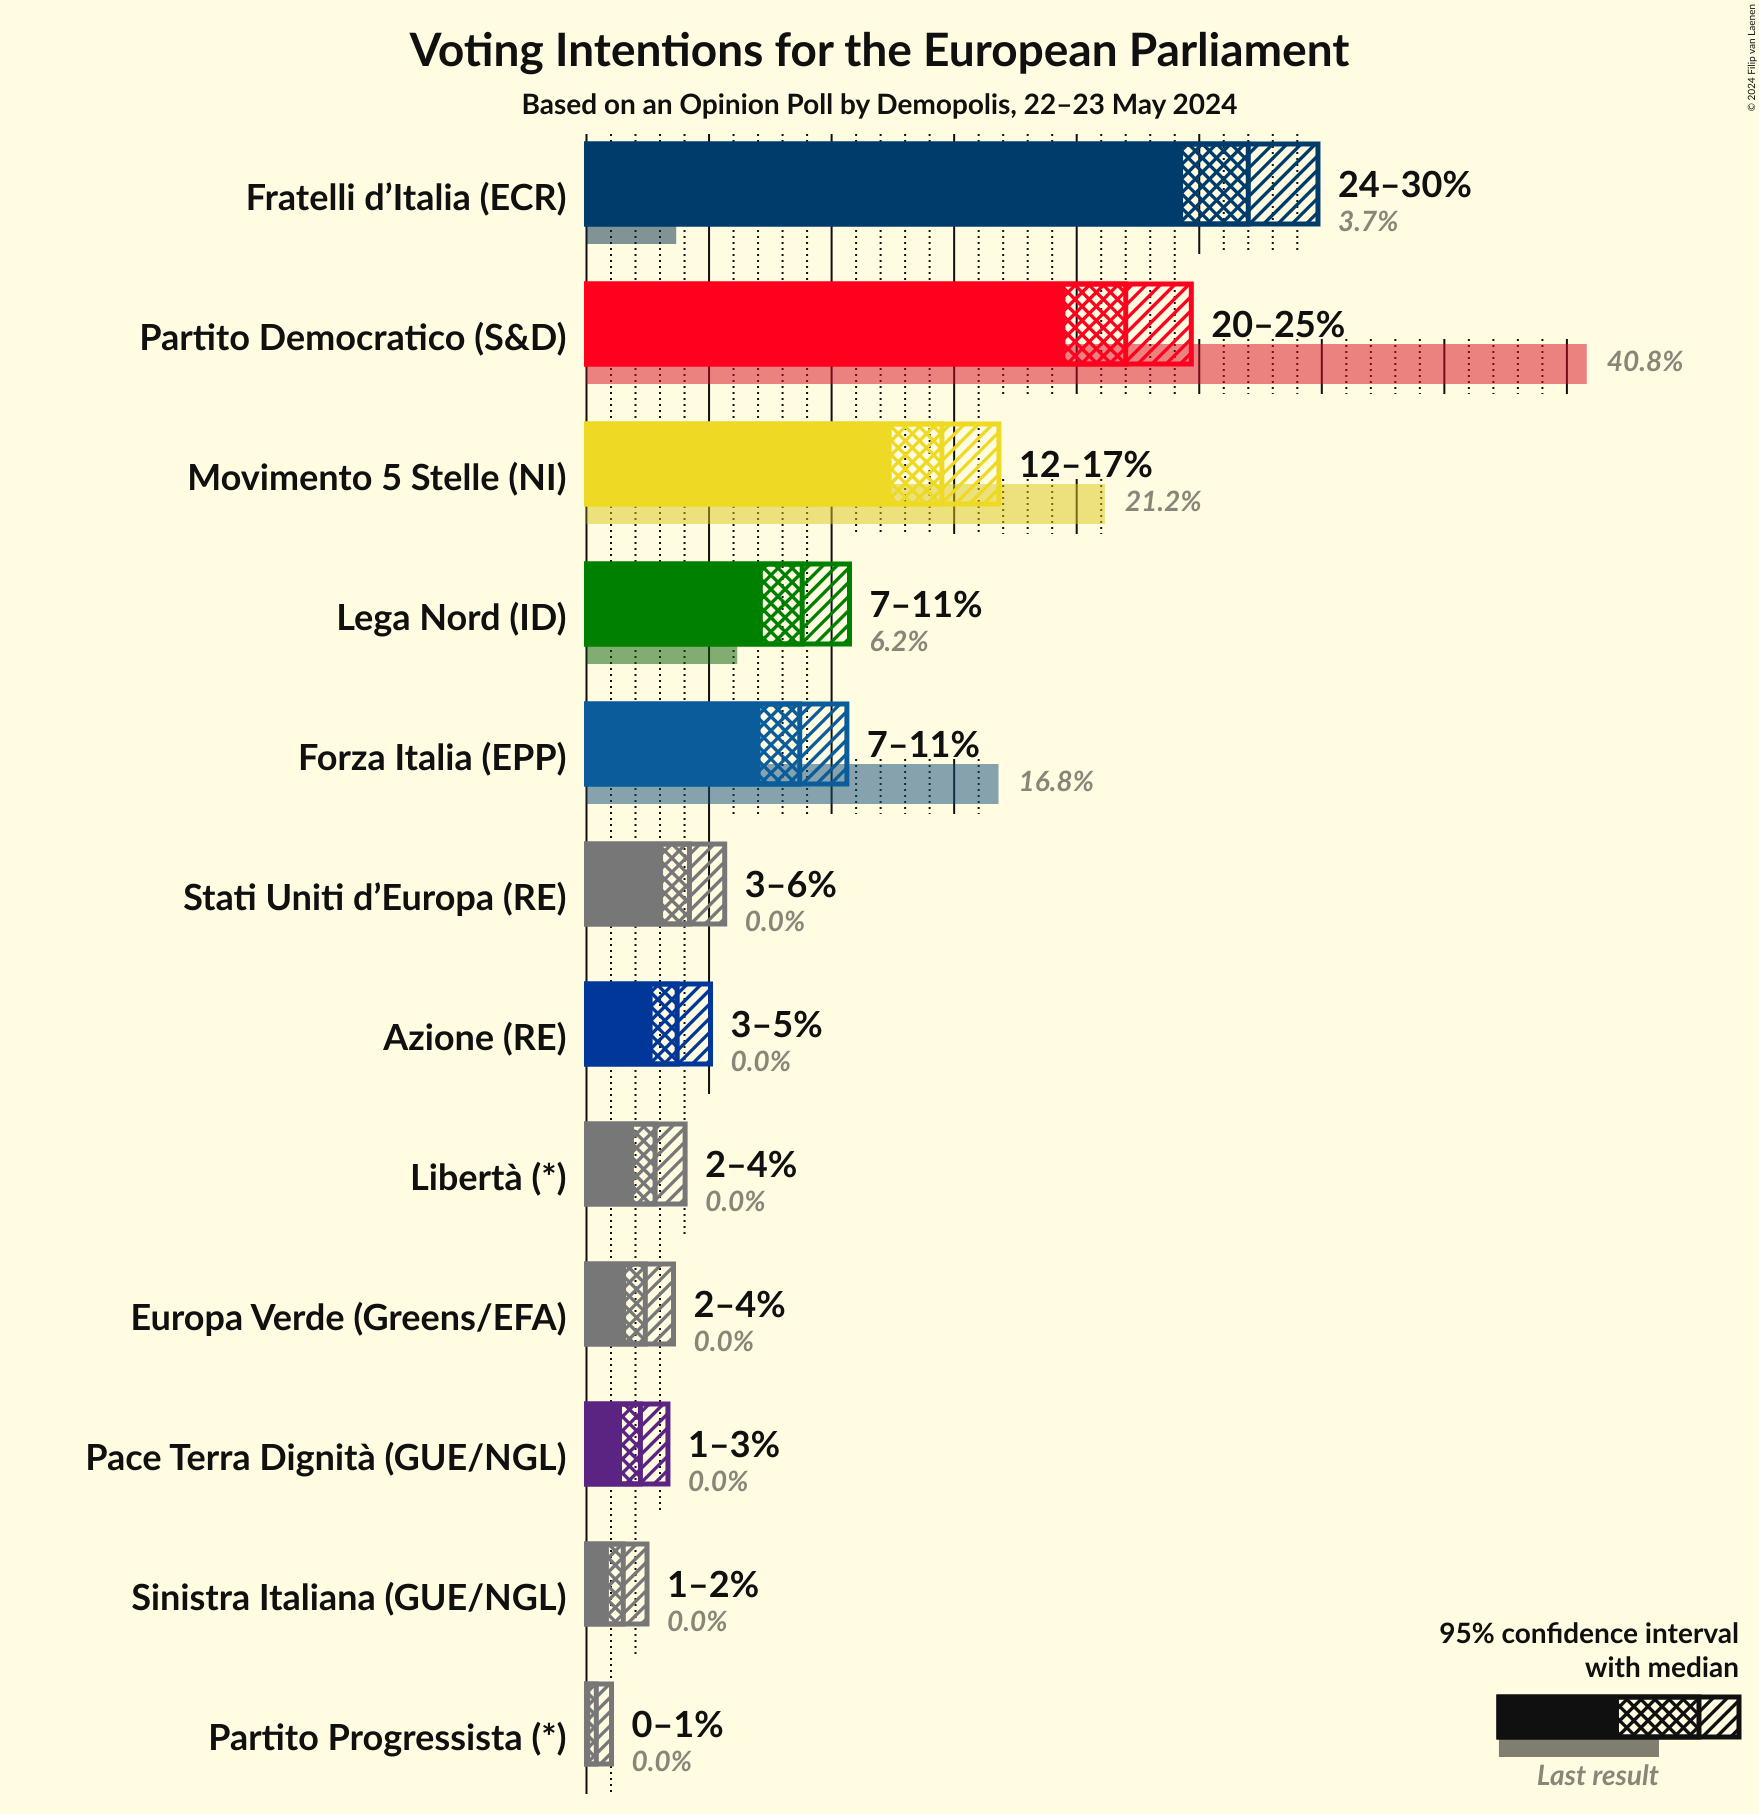 Voting Intentions for the European Parliament
Based on an Opinion Poll by Demopolis, 22–23 May 2024
© 2024 Filip van Laenen
Fratelli d’Italia (ECR)
24–30%
3.7%
Partito Democratico (S&D)
20–25%
40.8%
Movimento 5 Stelle (NI)
12–17%
21.2%
Lega Nord (ID)
7–11%
6.2%
Forza Italia (EPP)
7–11%
16.8%
Stati Uniti d’Europa (RE)
3–6%
0.0%
Azione (RE)
3–5%
0.0%
Libertà (*)
2–4%
0.0%
Europa Verde (Greens/EFA)
2–4%
0.0%
Pace Terra Dignità (GUE/NGL)
1–3%
0.0%
Sinistra Italiana (GUE/NGL)
1–2%
0.0%
Partito Progressista (*)
0–1%
0.0%
95% confidence interval
with median
Last result